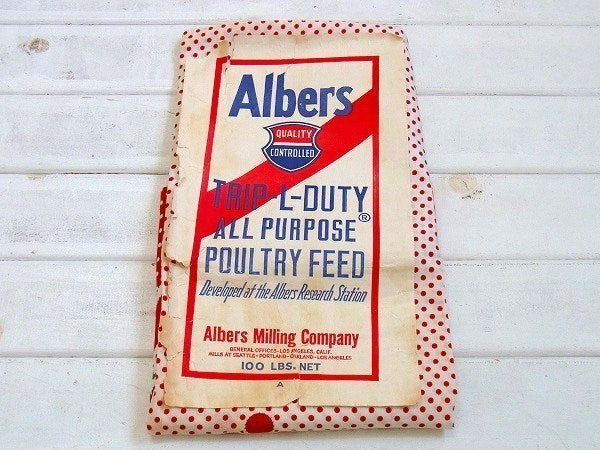 Albers
QUALITY
CONTROLLED
TRIP-L-DUTY
ALL PURPOSE®
POULTRY FEED
Developed at the Albers Research Station
Albers Milling Company
GENERAL OFFICES-LOS ANGELES, CALIF.
MILLS AT SEATTLE-PORTLAND-OAKLAND-LOS ANGELES
100 LBS. NET
A